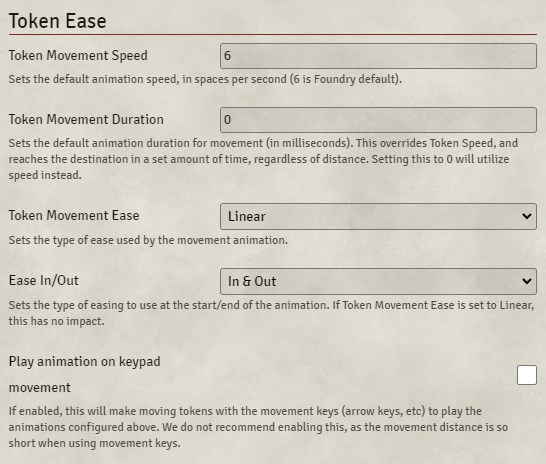 Token Ease
Token Movement Speed
6
Sets the default animation speed, in spaces per second (6 is Foundry default).
Token Movement Duration
0
Sets the default animation duration for movement (in milliseconds). This overrides Token Speed, and
reaches the destination in a set amount of time, regardless of distance. Setting this to 0 will utilize
speed instead.
Token Movement Ease
Linear
Sets the type of ease used by the movement animation.
Ease In/Out
In & Out
Sets the type of easing to use at the start/end of the animation. If Token Movement Ease is set to Linear,
this has no impact.
Play animation on keypad
movement
If enabled, this will make moving tokens with the movement keys (arrow keys, etc) to play the
animations configured above. We do not recommend enabling this, as the movement distance is so
short when using movement keys.